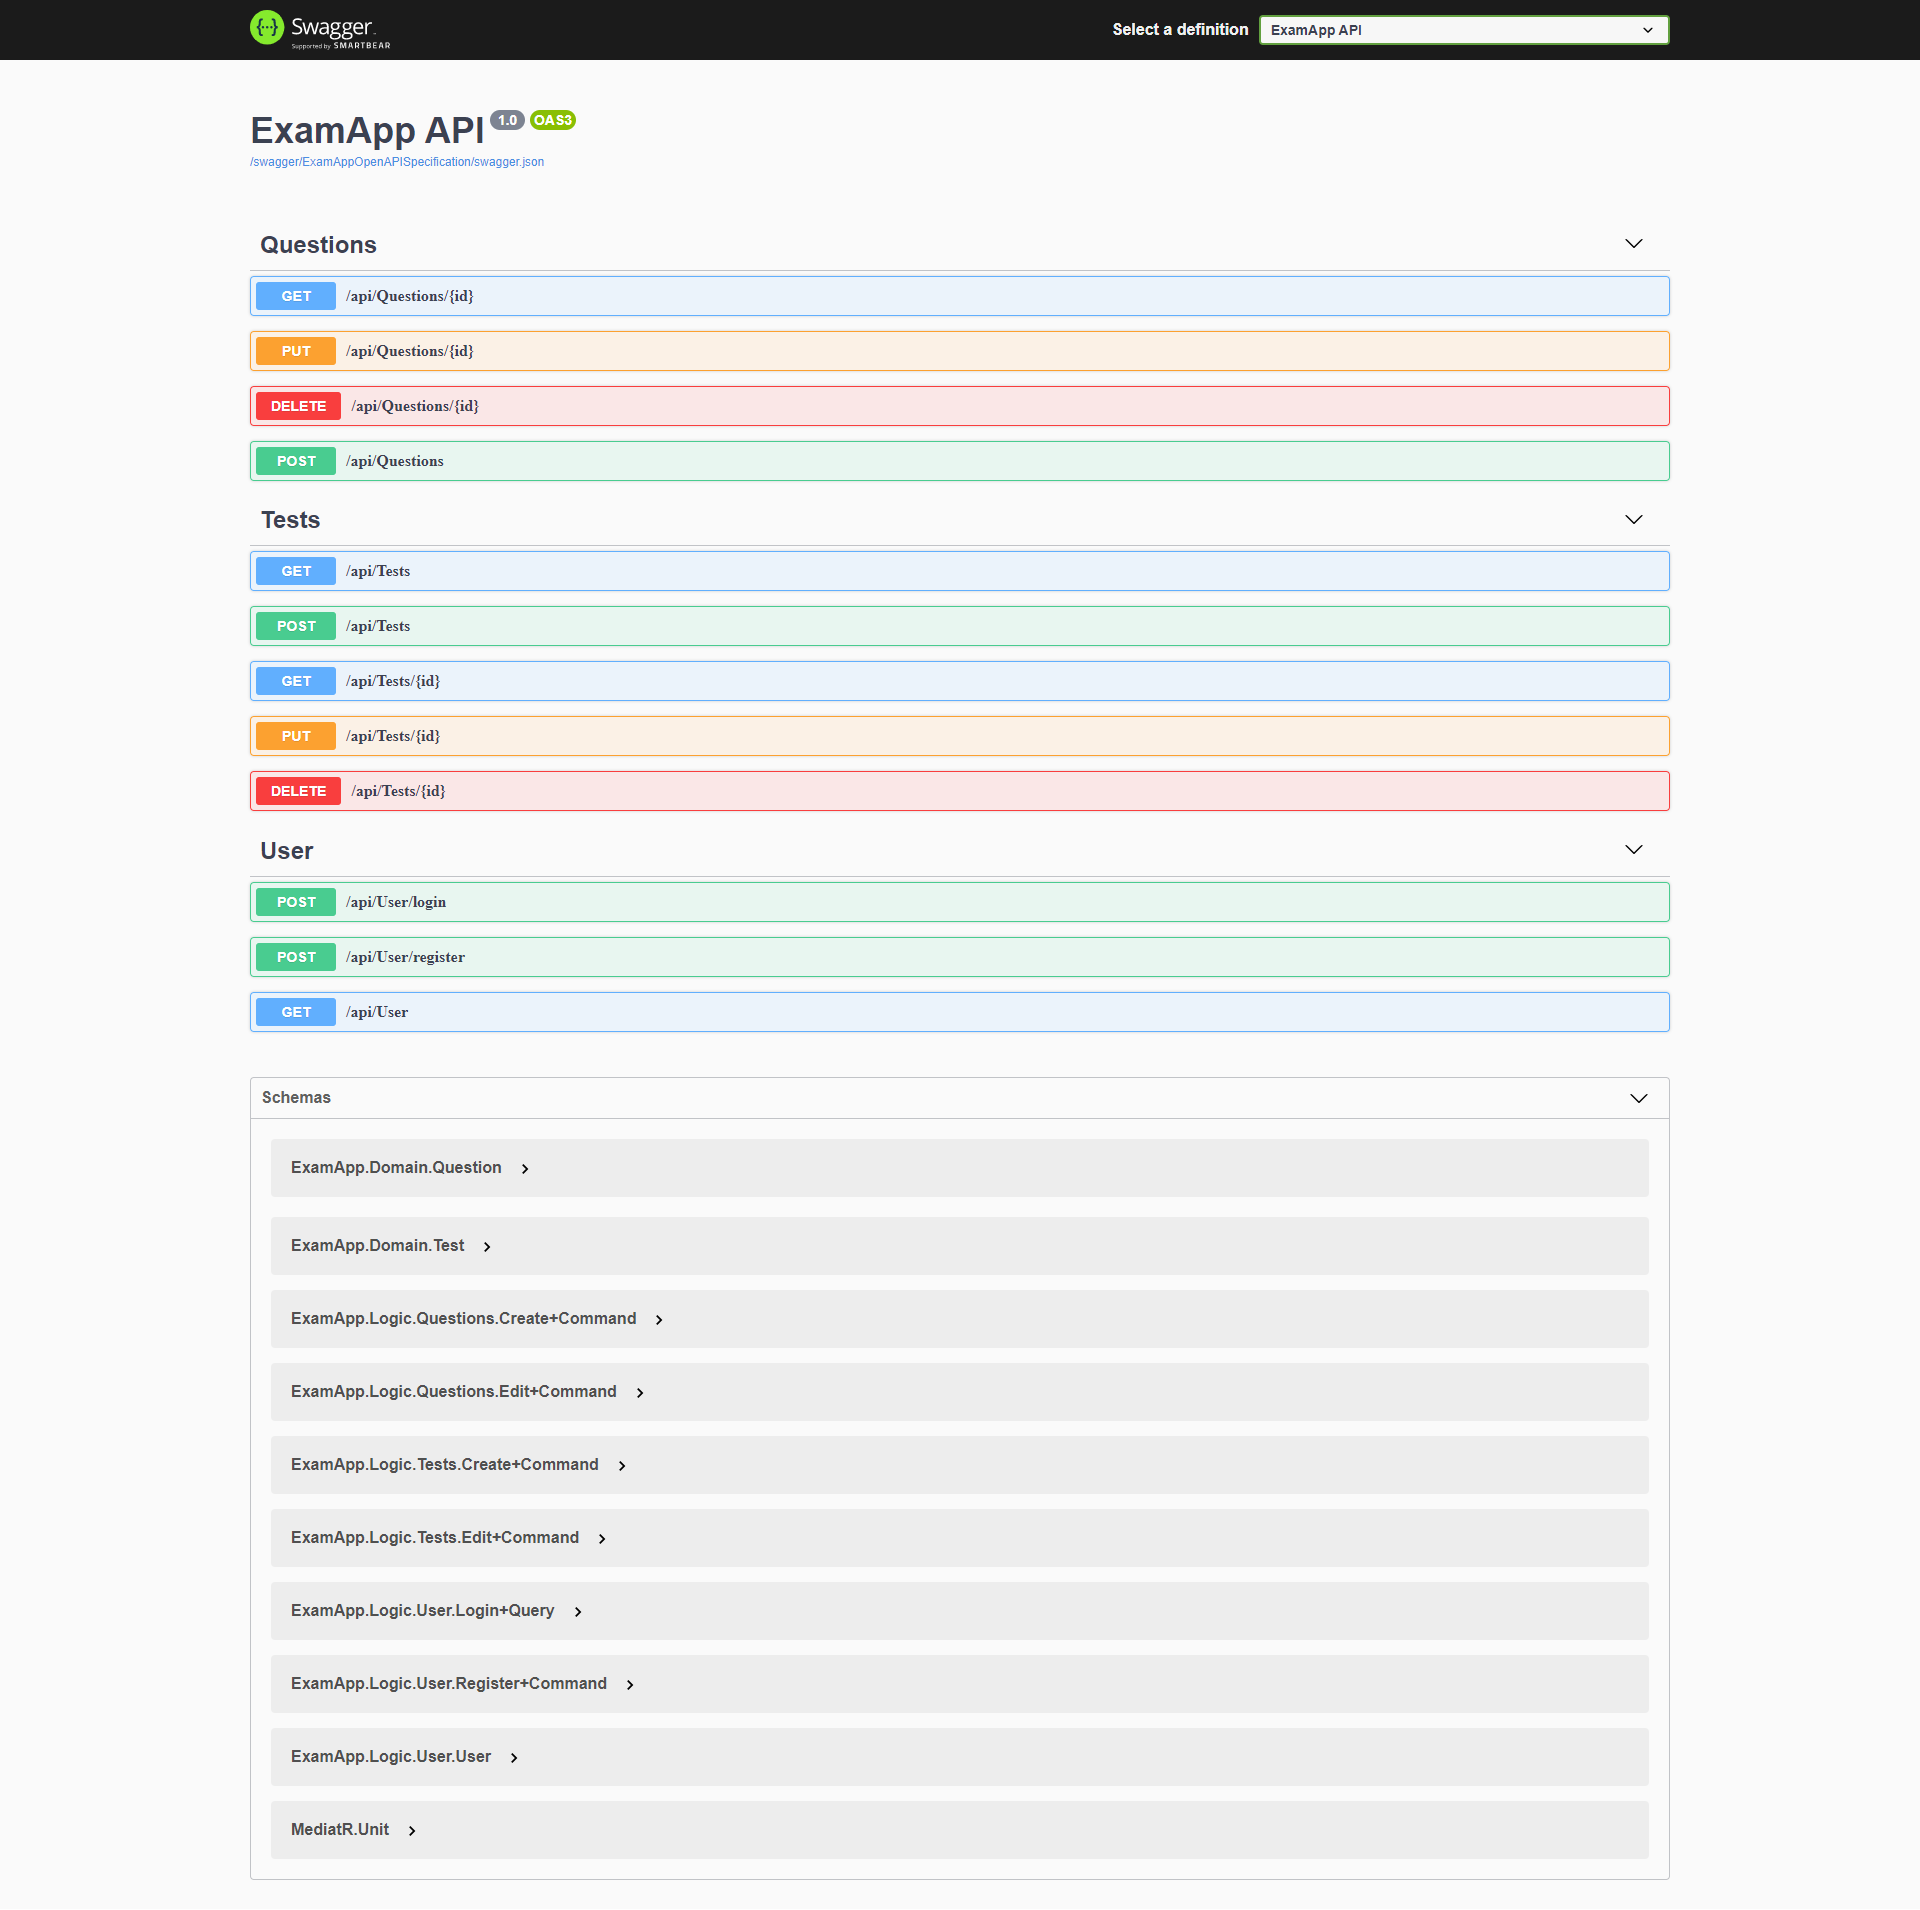 Swagger
Supported by SMARTBEAR
Select a definition
ExamApp API
ExamApp API 1.0 OAS3
/swagger/ExamAppOpenAPISpecification/swagger.json
Questions
GET /api/Questions/{id}
PUT /api/Questions/{id}
DELETE /api/Questions/{id}
POST /api/Questions
Tests
GET /api/Tests
POST /api/Tests
GET /api/Tests/{id}
PUT /api/Tests/{id}
DELETE /api/Tests/{id}
User
POST /api/User/login
POST /api/User/register
GET /api/User
Schemas
ExamApp.Domain.Question
ExamApp.Domain.Test
ExamApp.Logic.Questions.Create+Command
ExamApp.Logic.Questions.Edit+Command
ExamApp.Logic.Tests.Create+Command
ExamApp.Logic.Tests.Edit+Command
ExamApp.Logic.User.Login+Query
ExamApp.Logic.User.Register+Command
ExamApp.Logic.User.User
MediatR.Unit